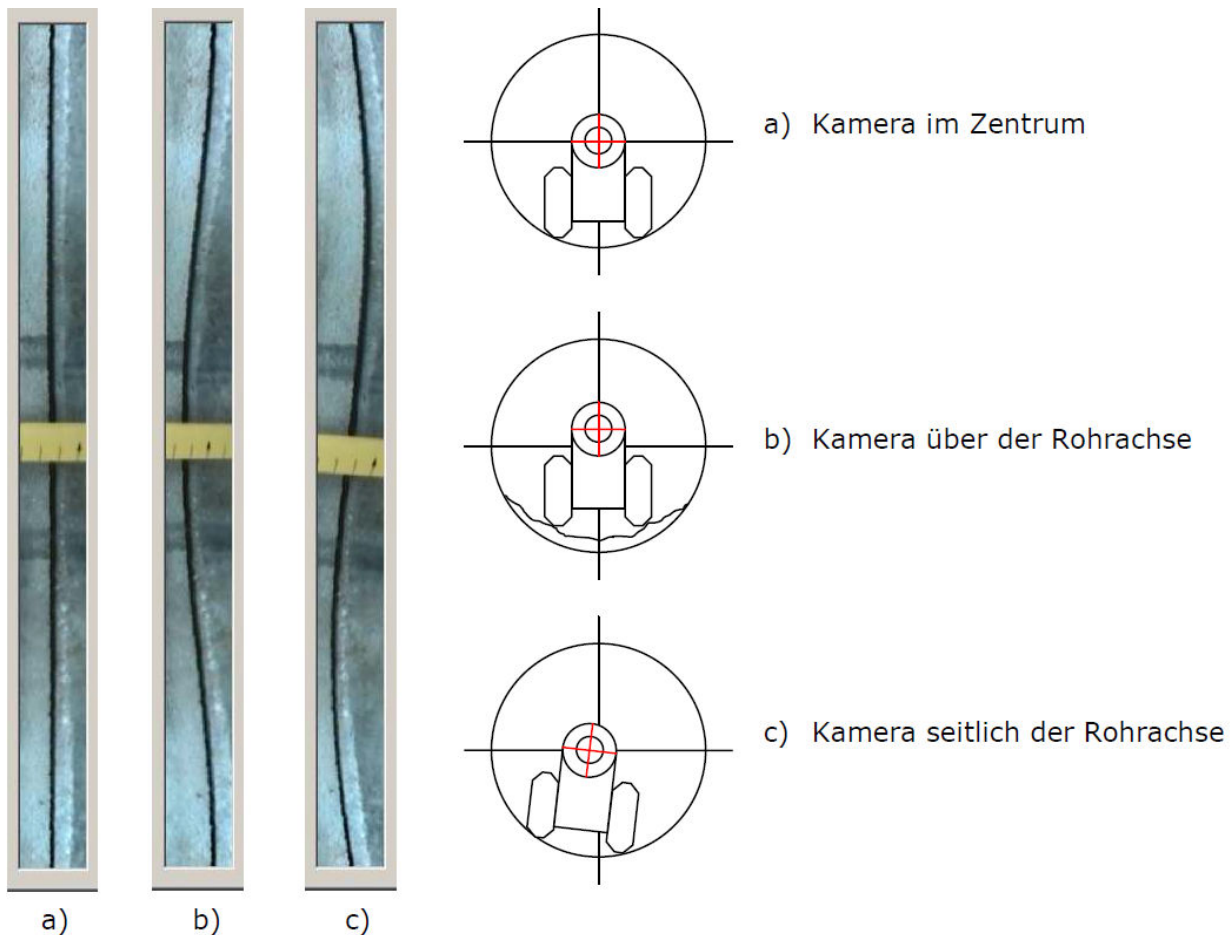 a) Kamera im Zentrum
b) Kamera über der Rohrachse
c) Kamera seitlich der Rohrachse
a)
b)
c)